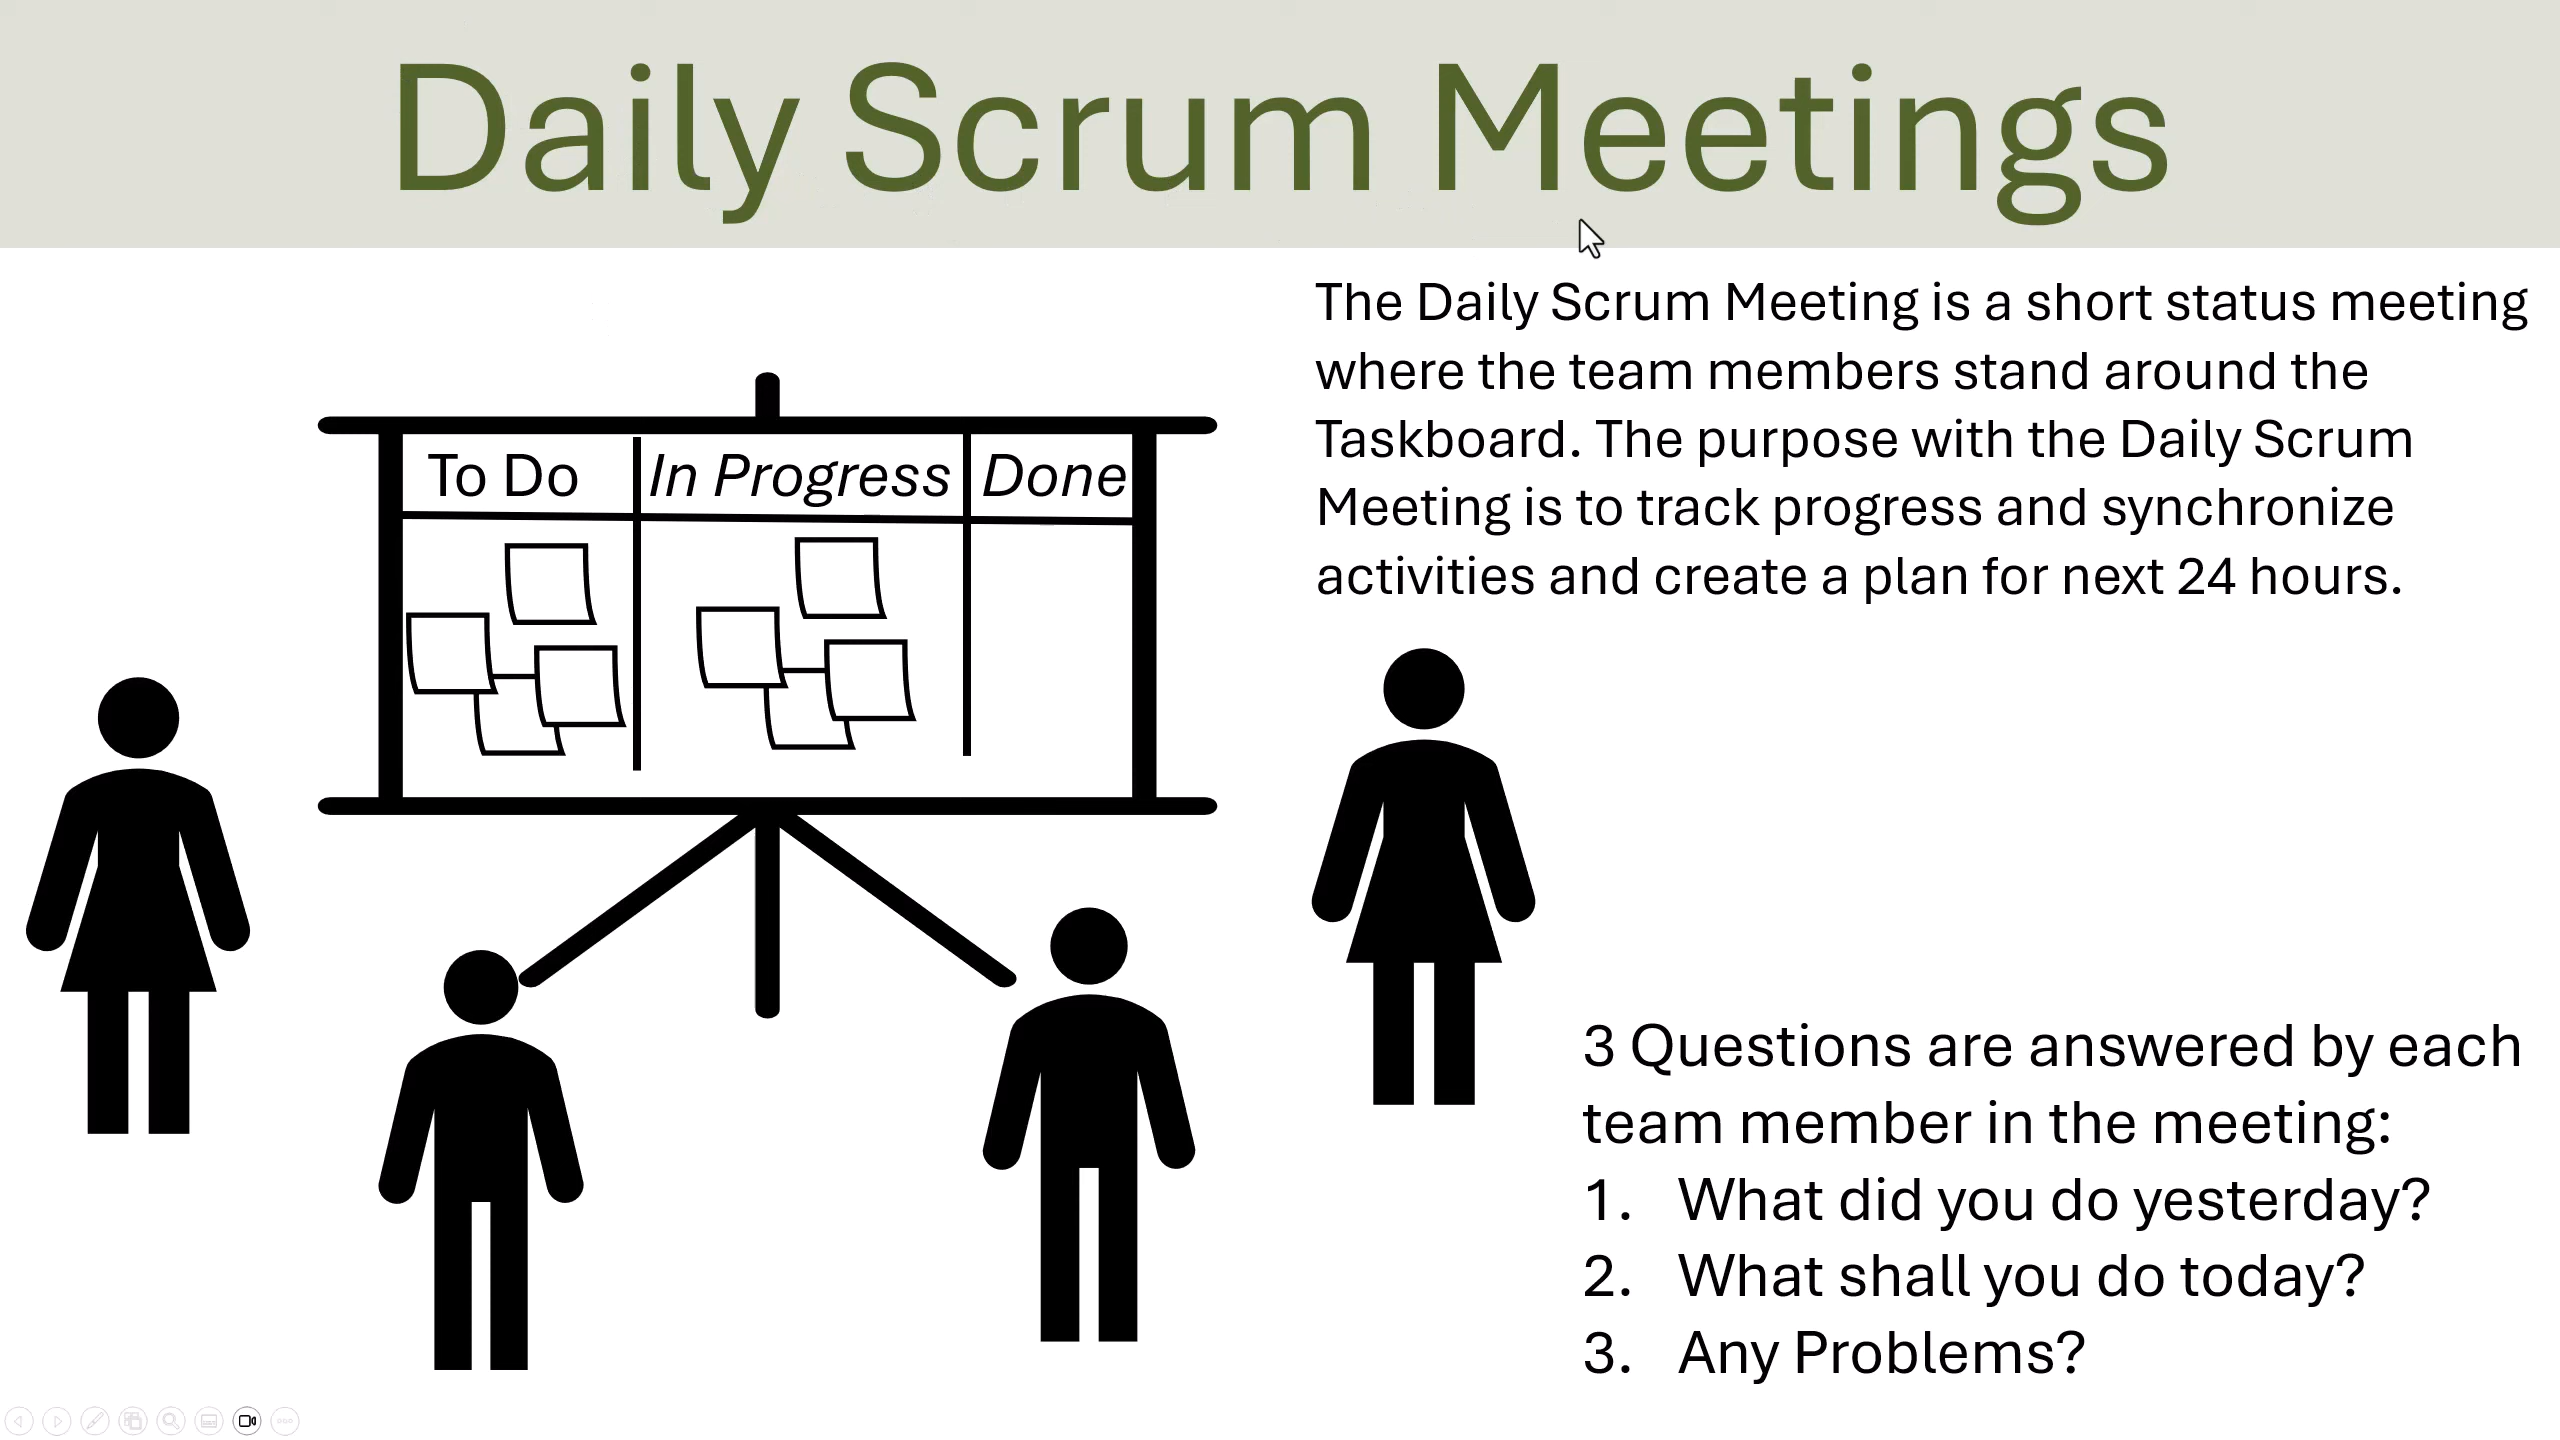 Daily Scrum Meetings
The Daily Scrum Meeting is a short status meeting
where the team members stand around the
Taskboard. The purpose with the Daily Scrum
Meeting is to track progress and synchronize
activities and create a plan for next 24 hours.
To Do
In Progress
Done
3 Questions are answered by each
team member in the meeting:
1. What did you do yesterday?
2. What shall you do today?
3. Any Problems?